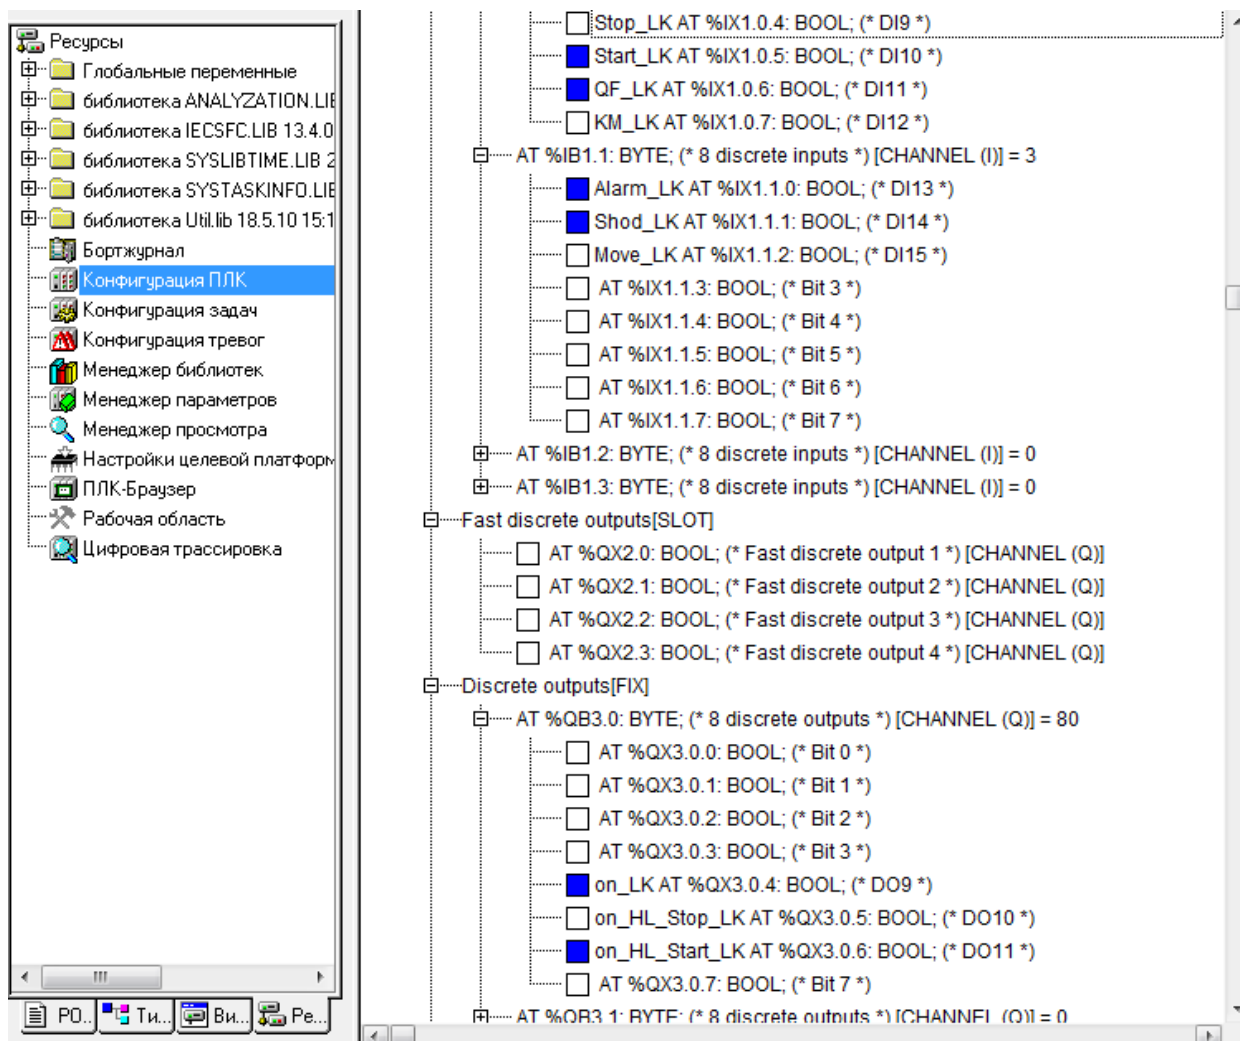 Ресурсы
Глобальные переменные
библиотека ANALYZATION.LIE
библиотека IECSFC.LIB 13.4.0
библиотека SYSLIBTIME.LIB 2
библиотека SYSTASKINFO.LIE
библиотека Util.lib 18.5.10 15:1
Бортжурнал
Конфигурация ПЛК
Конфигурация задач
Конфигурация тревог
Менеджер библиотек
Менеджер параметров
Менеджер просмотра
Настройки целевой платформ
ПЛК-Браузер
Рабочая область
Цифровая трассировка
PO..
Ти...
Ви...
Ре...
Stop_LK AT %IX1.0.4: BOOL; (* DI9 *)
Start_LK AT %IX1.0.5: BOOL; (* DI10 *)
QF_LK AT %IX1.0.6: BOOL; (* DI11 *)
KM_LK AT %IX1.0.7: BOOL; (* DI12 *)
AT %IB1.1: BYTE; (* 8 discrete inputs *) [CHANNEL (I)] = 3
Alarm_LK AT %IX1.1.0: BOOL; (* DI13 *)
Shod_LK AT %IX1.1.1: BOOL; (* DI14 *)
Move_LK AT %IX1.1.2: BOOL; (* DI15 *)
AT %IX1.1.3: BOOL; (* Bit 3 *)
AT %IX1.1.4: BOOL; (* Bit 4 *)
AT %IX1.1.5: BOOL; (* Bit 5 *)
AT %IX1.1.6: BOOL; (* Bit 6 *)
AT %IX1.1.7: BOOL; (* Bit 7 *)
AT %IB1.2: BYTE; (* 8 discrete inputs *) [CHANNEL (I)] = 0
AT %IB1.3: BYTE; (* 8 discrete inputs *) [CHANNEL (I)] = 0
Fast discrete outputs[SLOT]
AT %QX2.0: BOOL; (* Fast discrete output 1 *) [CHANNEL (Q)]
AT %QX2.1: BOOL; (* Fast discrete output 2 *) [CHANNEL (Q)]
AT %QX2.2: BOOL; (* Fast discrete output 3 *) [CHANNEL (Q)]
AT %QX2.3: BOOL; (* Fast discrete output 4 *) [CHANNEL (Q)]
Discrete outputs[FIX]
AT %QB3.0: BYTE; (* 8 discrete outputs *) [CHANNEL (Q)] = 80
AT %QX3.0.0: BOOL; (* Bit 0 *)
AT %QX3.0.1: BOOL; (* Bit 1 *)
AT %QX3.0.2: BOOL; (* Bit 2 *)
AT %QX3.0.3: BOOL; (* Bit 3 *)
on_LK AT %QX3.0.4: BOOL; (* DO9 *)
on_HL_Stop_LK AT %QX3.0.5: BOOL; (* DO10 *)
on_HL_Start_LK AT %QX3.0.6: BOOL; (* DO11 *)
AT %QX3.0.7: BOOL; (* Bit 7 *)
AT %QB3.1: BYTE; (* 8 discrete outputs *) [CHANNEL (Q)] = 0